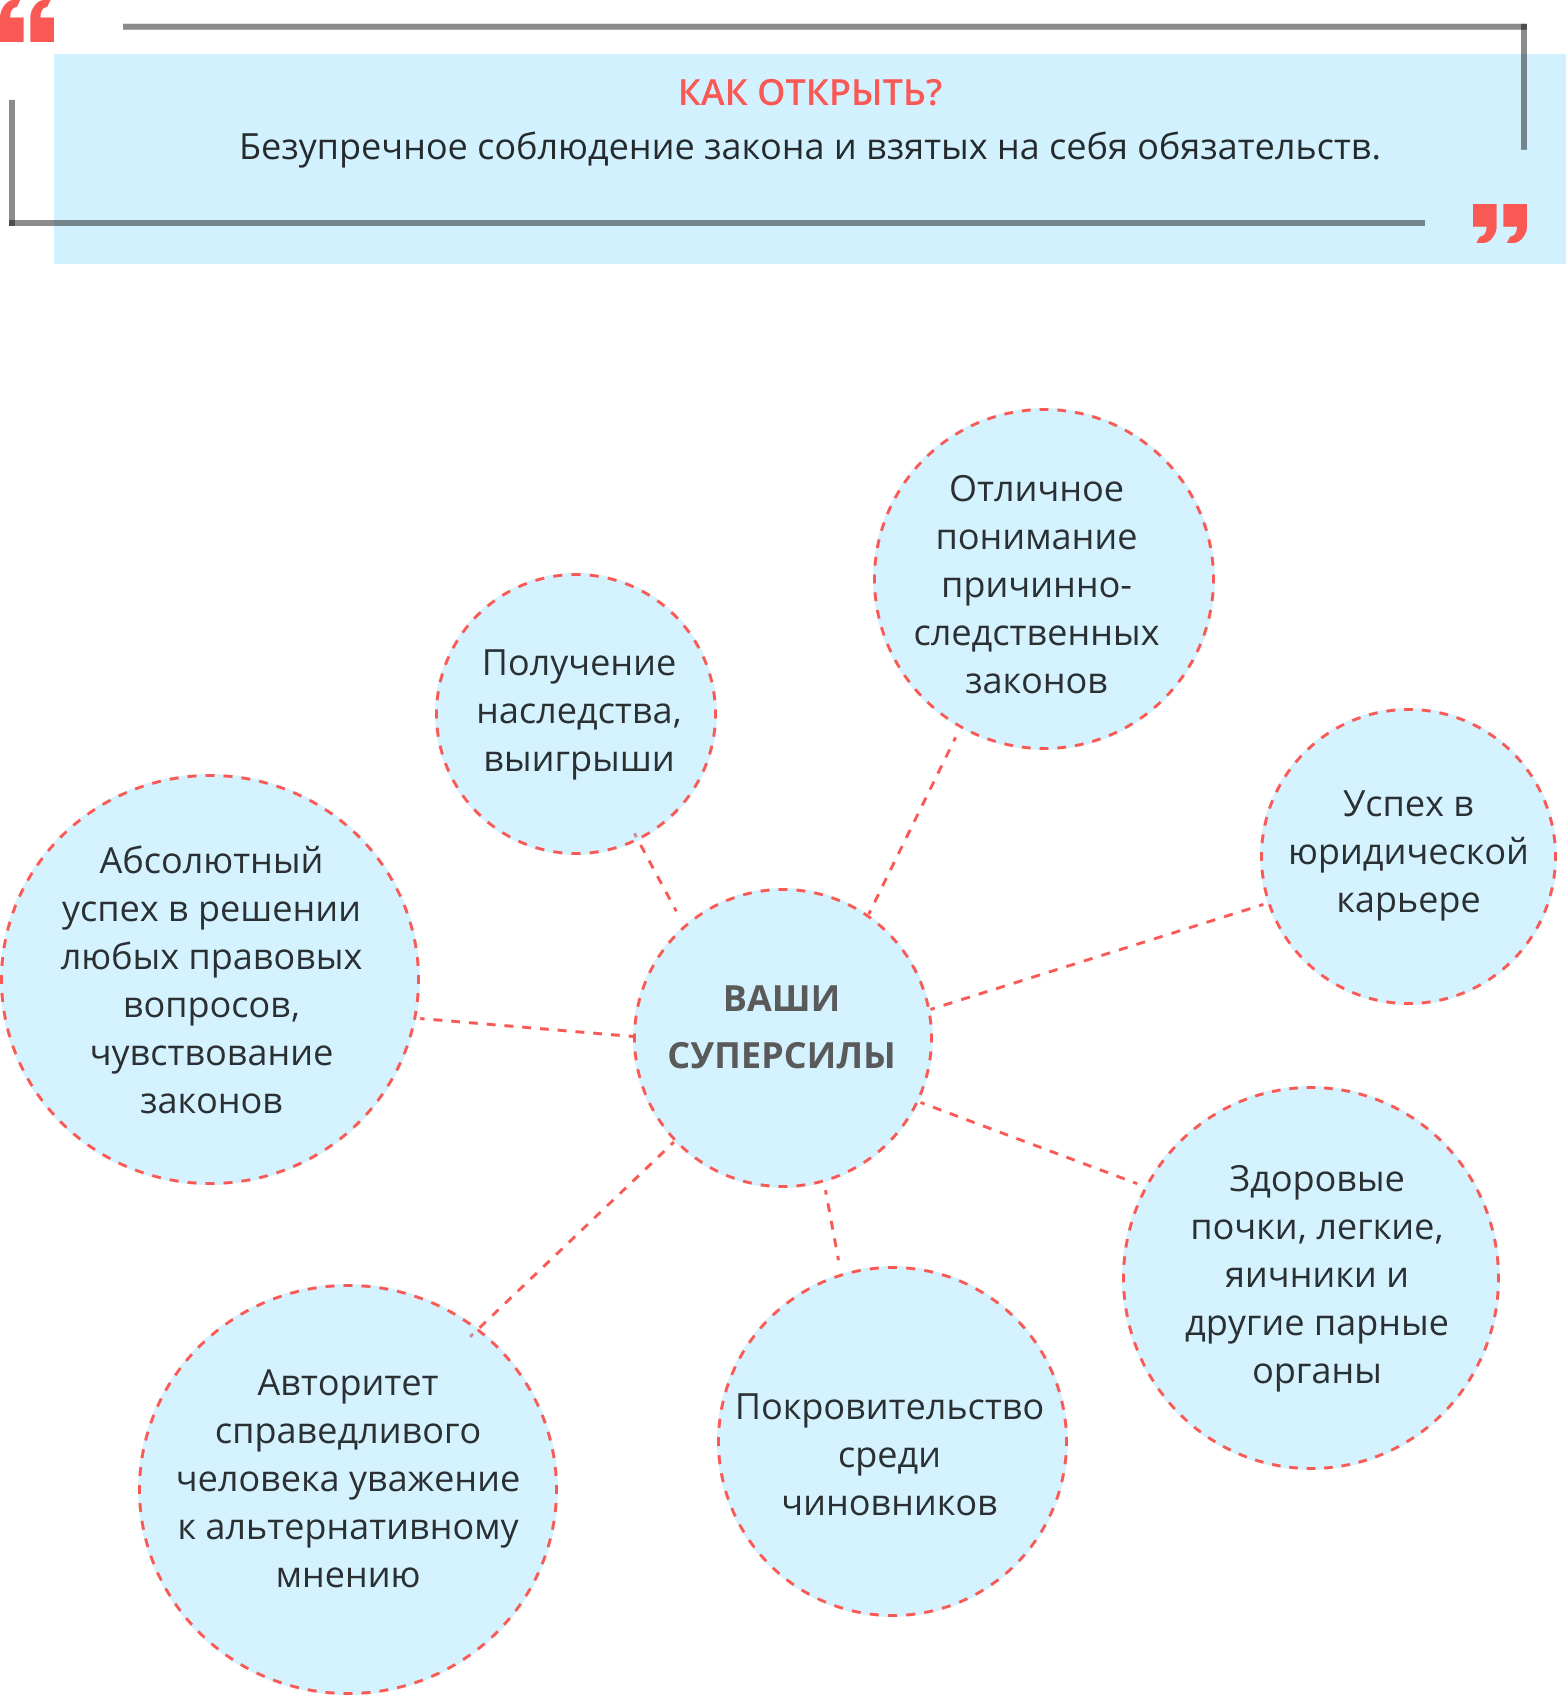 КАК ОТКРЫТЬ?
Безупречное соблюдение закона и взятых на себя обязательств.
Отличное
понимание
причинно-
следственных
законов
Получение
наследства,
выигрыши
Успех в
юридической
карьере
Абсолютный
успех в решении
любых правовых
вопросов,
чувствование
законов
ВАШИ
СУПЕРСИЛЫ
Здоровые
почки, легкие,
яичники и
другие парные
органы
Авторитет
справедливого
человека уважение
к альтернативному
мнению
Покровительство
среди
чиновников